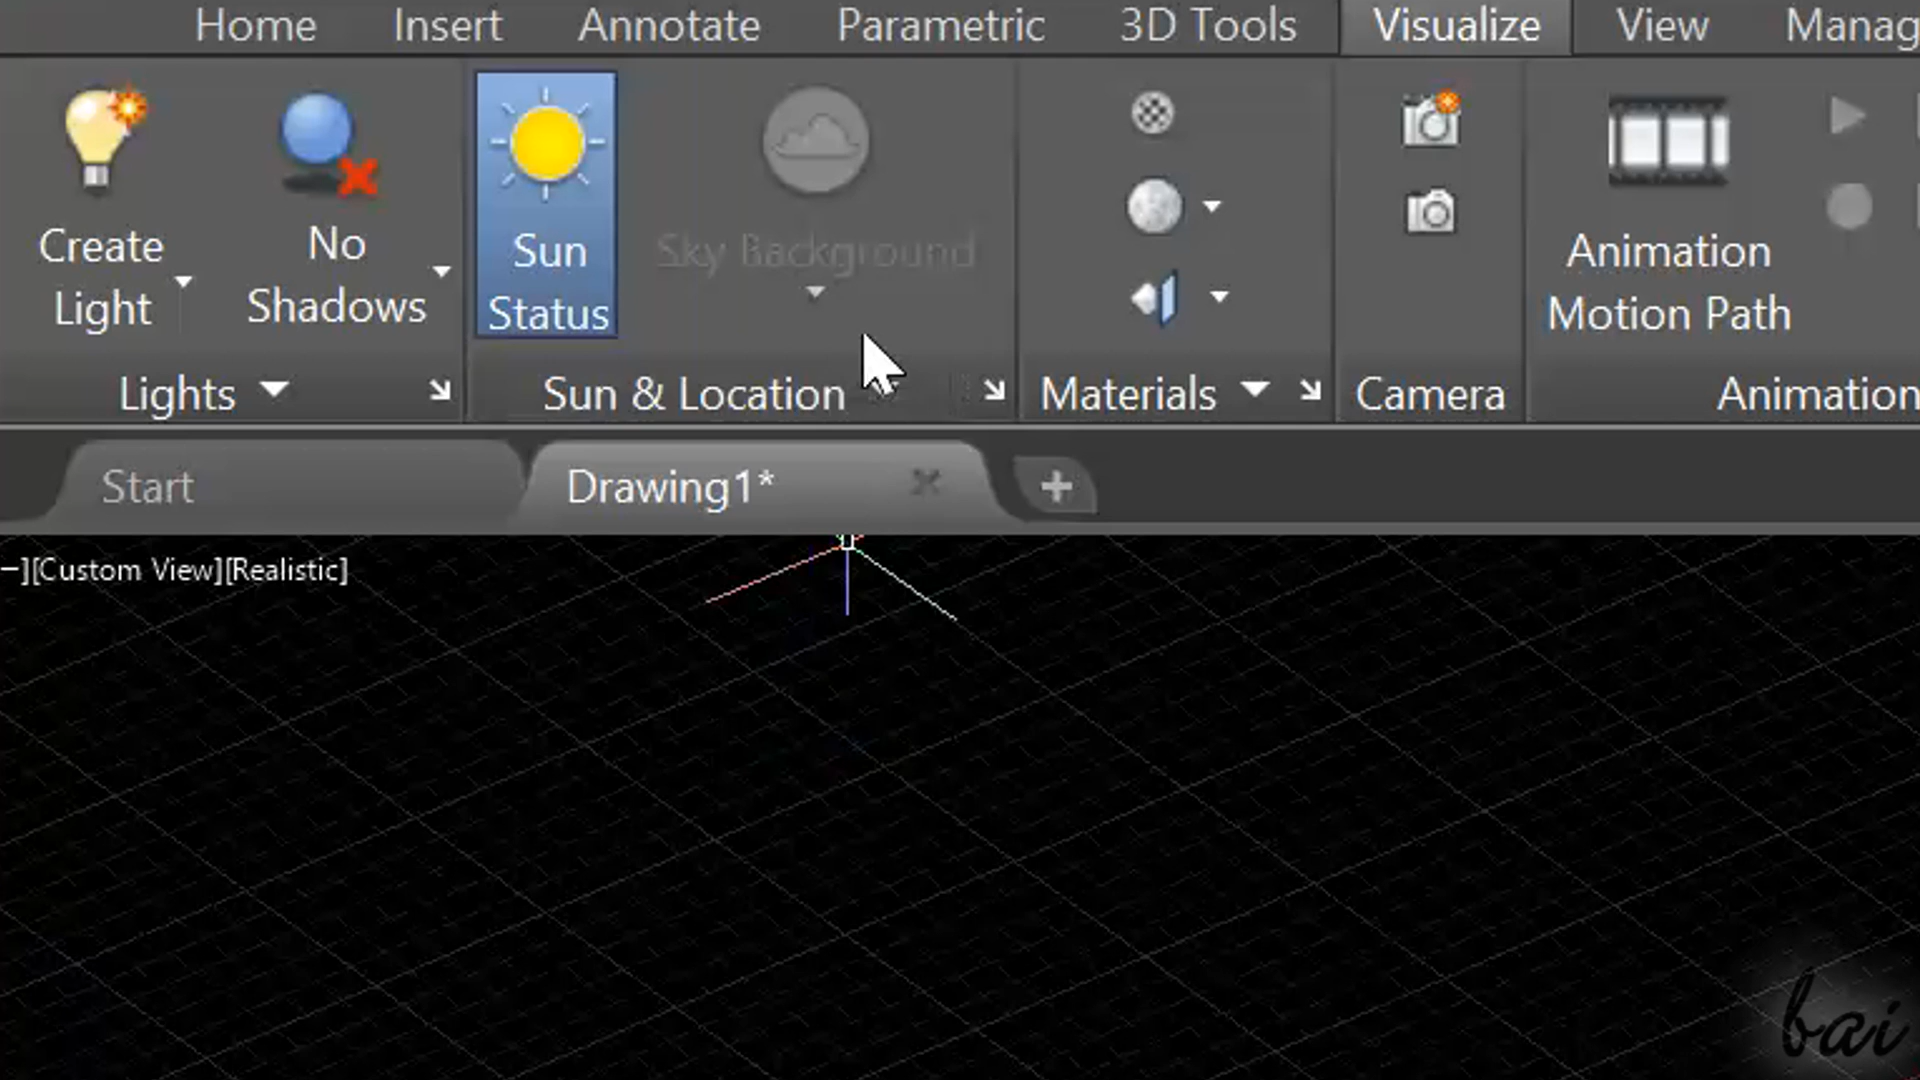 Home Insert Annotate Parametric 3D Tools Visualize View Manag
Create
Light
No
Shadows
Sun
Status
Sky Background
Animation
Motion Path
Lights Sun & Location Materials Camera Animation
Start Drawing1*
−][Custom View][Realistic]
bai